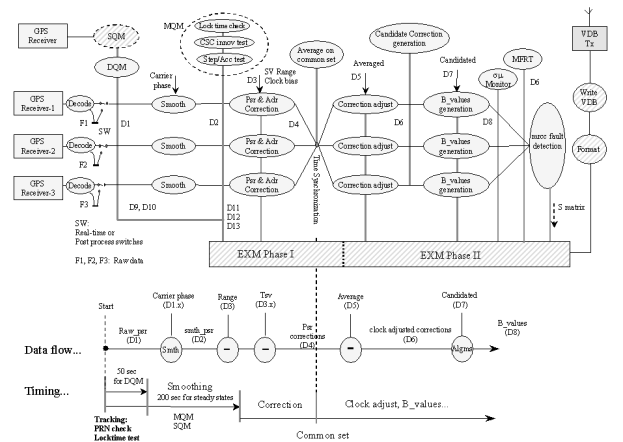 GPS
Receiver
SQM
DQM
MQM
Lock time check
CSC innov test
Step/Acc test
Average on
common set
Candidate Correction
generation
VDB
Tx
Carrier
phase
D3
SV Range
Clock bias
Averaged
D5
Candidated
D7
MFRT
σμ
Monitor
D6
GPS
Receiver-1
Decode
F1
SW
D1
Smooth
D2
Psr & Adr
Correction
D4
Correction adjust
D6
B_values
generation
D8
Write
VDB
GPS
Receiver-2
Decode
F2
Smooth
Psr & Adr
Correction
Correction adjust
B_values
generation
mrcc fault
detection
Format
GPS
Receiver-3
Decode
F3
Smooth
Psr & Adr
Correction
Time Synchronization
Correction adjust
B_values
generation
S matrix
D9, D10
D11
D12
D13
SW:
Real-time or
Post process switches
F1, F2, F3: Raw data
EXM Phase I
EXM Phase II
Start
Carrier phase
(D1.x)
Range
(D3)
Tsv
(D3.x)
Average
(D5)
Candidated
(D7)
Data flow...
Raw_psr
(D1)
Smth
smth_psr
(D2)
–
–
Psr
corrections
(D4)
–
clock adjusted corrections
(D6)
Algms
B_values
(D8)
Timing...
50 sec
for DQM
Smoothing
200 sec for steady states
MQM
SQM
Correction
Clock adjust, B_values...
Tracking:
PRN check
Locktime test
Common set